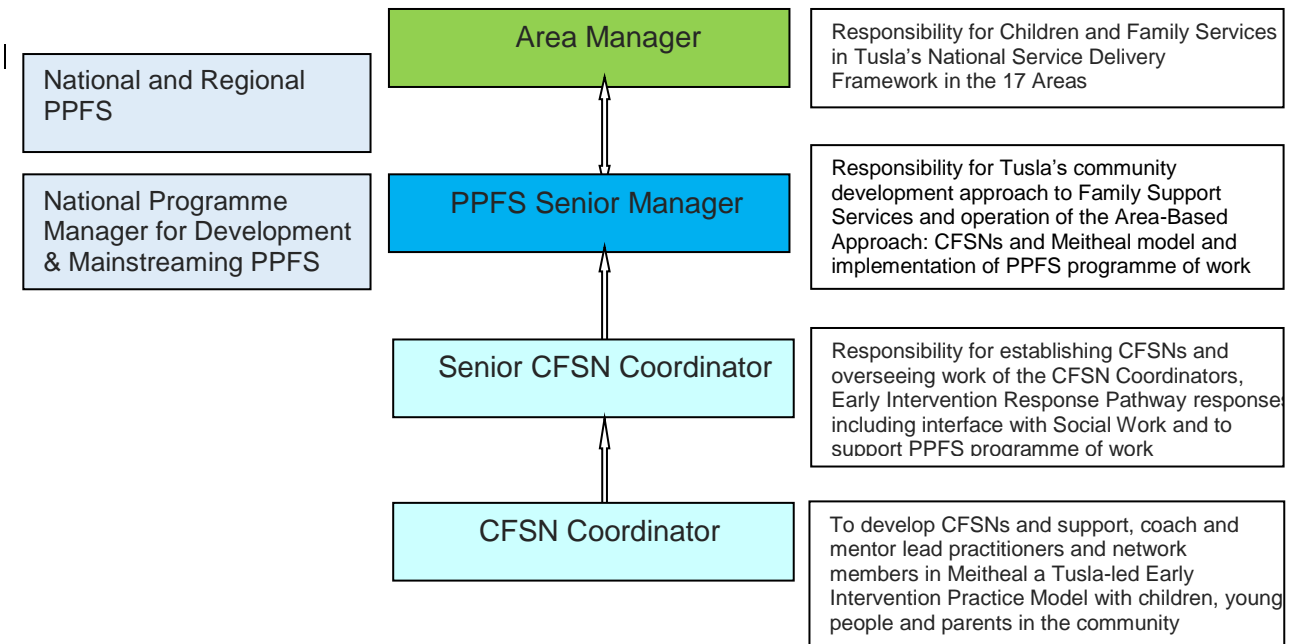 Area Manager
Responsibility for Children and Family Services
in Tusla's National Service Delivery
Framework in the 17 Areas
National and Regional
PPFS
National Programme
Manager for Development
& Mainstreaming PPFS
PPFS Senior Manager
Responsibility for Tusla's community
development approach to Family Support
Services and operation of the Area-Based
Approach: CFSNs and Meitheal model and
implementation of PPFS programme of work
Senior CFSN Coordinator
Responsibility for establishing CFSNs and
overseeing work of the CFSN Coordinators,
Early Intervention Response Pathway responses
including interface with Social Work and to
support PPFS programme of work
CFSN Coordinator
To develop CFSNs and support, coach and
mentor lead practitioners and network
members in Meitheal a Tusla-led Early
Intervention Practice Model with children, young
people and parents in the community